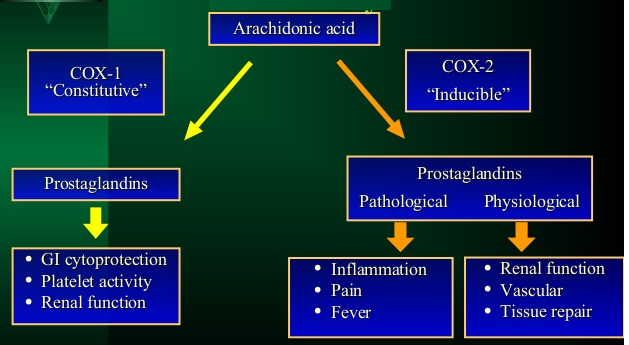 Arachidonic acid
COX-1
“Constitutive”
COX-2
“Inducible”
Prostaglandins
Prostaglandins
Pathological Physiological
• GI cytoprotection
• Platelet activity
• Renal function
• Inflammation
• Pain
• Fever
• Renal function
• Vascular
• Tissue repair